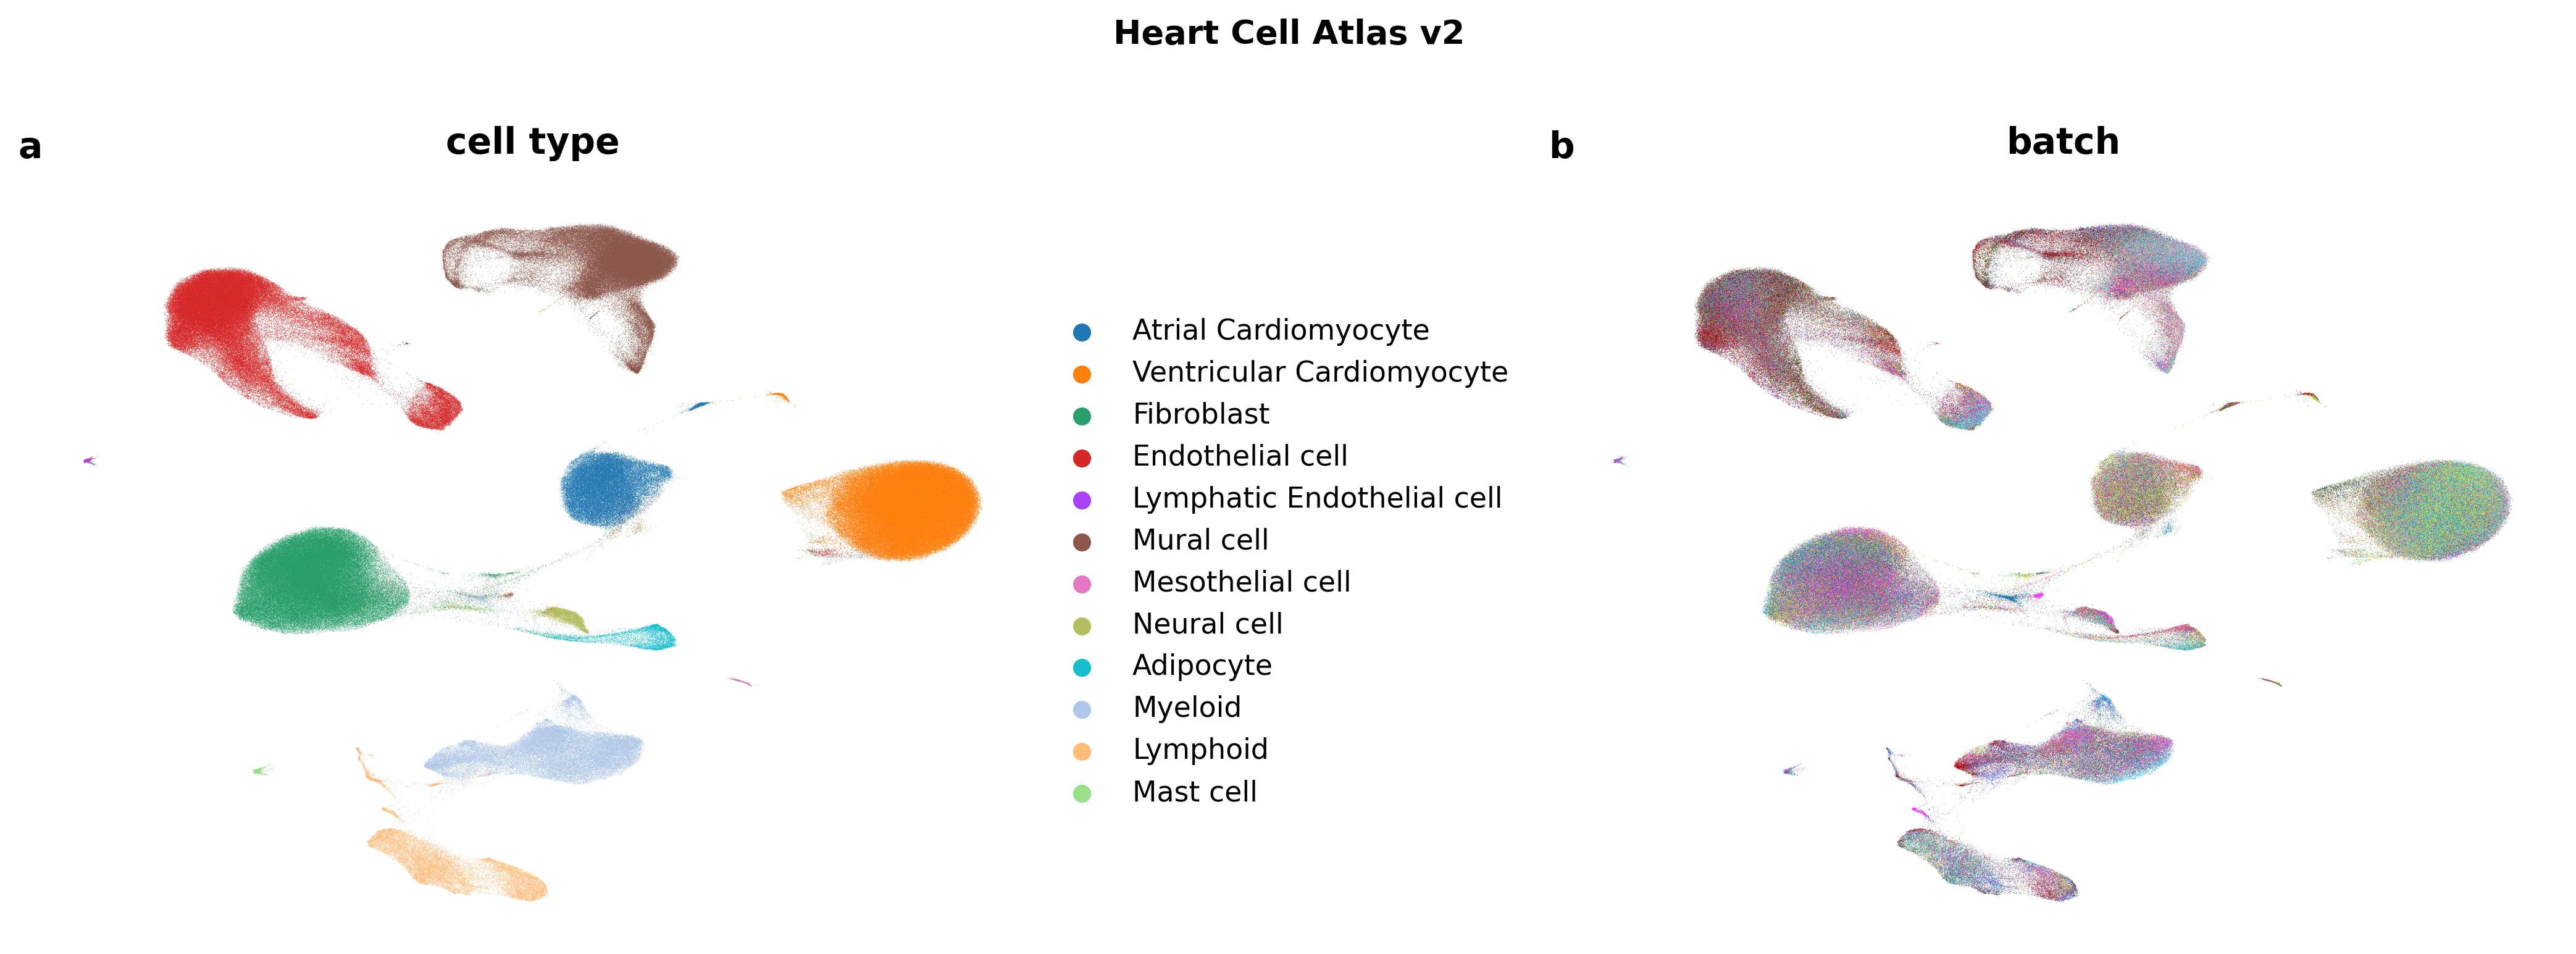 Heart Cell Atlas v2
a
cell type
b
batch
Atrial Cardiomyocyte
Ventricular Cardiomyocyte
Fibroblast
Endothelial cell
Lymphatic Endothelial cell
Mural cell
Mesothelial cell
Neural cell
Adipocyte
Myeloid
Lymphoid
Mast cell